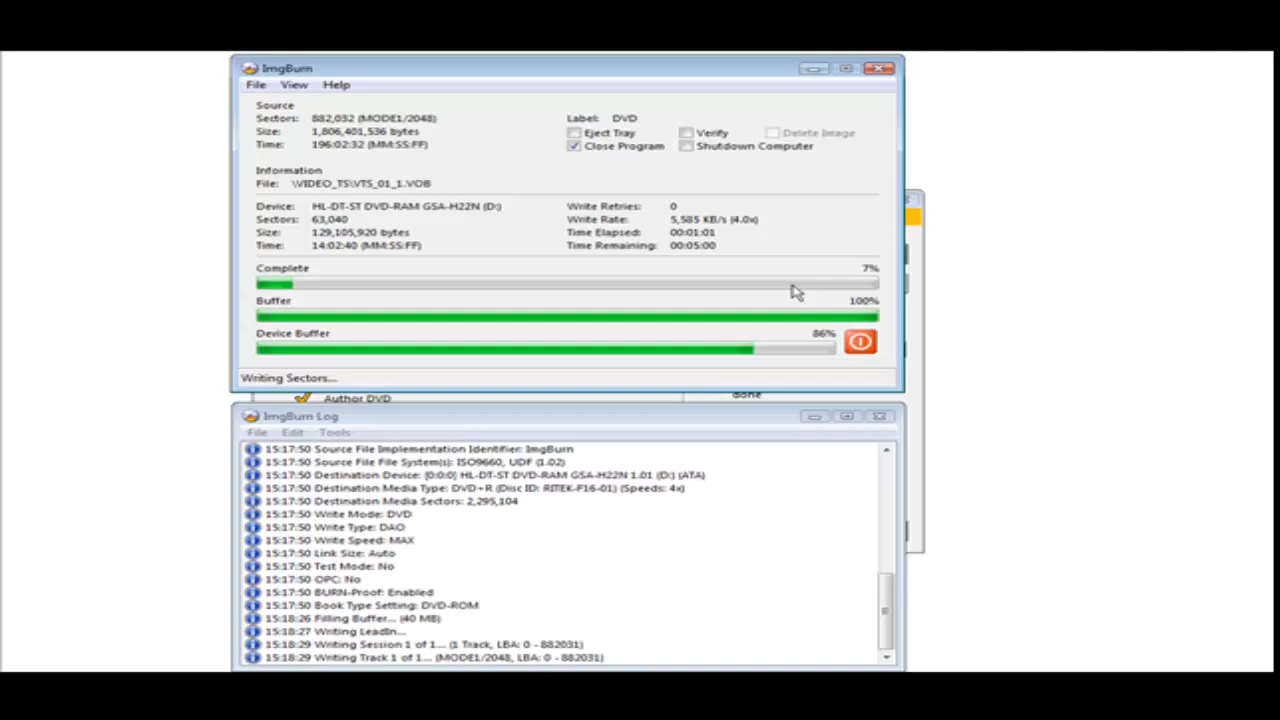 ImgBurn
File View Help
Source
Sectors: 882,032 (MODE1/2048)
Size: 1,806,401,536 bytes
Time: 196:02:32 (MM:SS:FF)
Label: DVD
Eject Tray Verify Delete Image
Close Program Shutdown Computer
Information
File: \VIDEO_TS\VTS_01_1.VOB
Device: HL-DT-ST DVD-RAM GSA-H22N (D:)
Sectors: 63,040
Size: 129,105,920 bytes
Time: 14:02:40 (MM:SS:FF)
Write Retries: 0
Write Rate: 5,585 KB/s (4.0x)
Time Elapsed: 00:01:01
Time Remaining: 00:05:00
Complete 7%
Buffer 100%
Device Buffer 86%
Writing Sectors...
Author DVD done
ImgBurn Log
File Edit Tools
15:17:50 Source File Implementation Identifier: ImgBurn
15:17:50 Source File File System(s): ISO9660, UDF (1.02)
15:17:50 Destination Device: [0:0:0] HL-DT-ST DVD-RAM GSA-H22N 1.01 (D:) (ATA)
15:17:50 Destination Media Type: DVD+R (Disc ID: RITEK-F16-01) (Speeds: 4x)
15:17:50 Destination Media Sectors: 2,295,104
15:17:50 Write Mode: DVD
15:17:50 Write Type: DAO
15:17:50 Write Speed: MAX
15:17:50 Link Size: Auto
15:17:50 Test Mode: No
15:17:50 OPC: No
15:17:50 BURN-Proof: Enabled
15:17:50 Book Type Setting: DVD-ROM
15:18:26 Filling Buffer... (40 MB)
15:18:27 Writing LeadIn...
15:18:29 Writing Session 1 of 1... (1 Track, LBA: 0 - 882031)
15:18:29 Writing Track 1 of 1... (MODE1/2048, LBA: 0 - 882031)